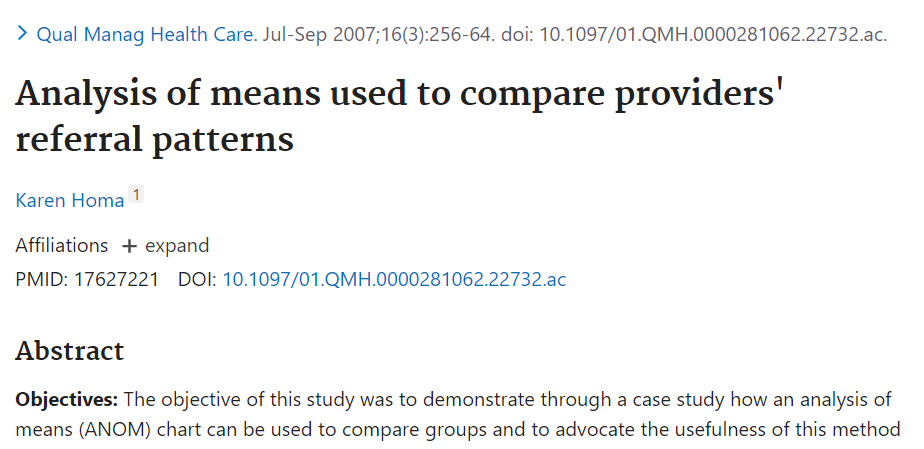 Qual Manag Health Care. Jul-Sep 2007;16(3):256-64. doi: 10.1097/01.QMH.0000281062.22732.ac.
Analysis of means used to compare providers'
referral patterns
Karen Homa 1
Affiliations + expand
PMID: 17627221 DOI: 10.1097/01.QMH.0000281062.22732.ac
Abstract
Objectives: The objective of this study was to demonstrate through a case study how an analysis of
means (ANOM) chart can be used to compare groups and to advocate the usefulness of this method